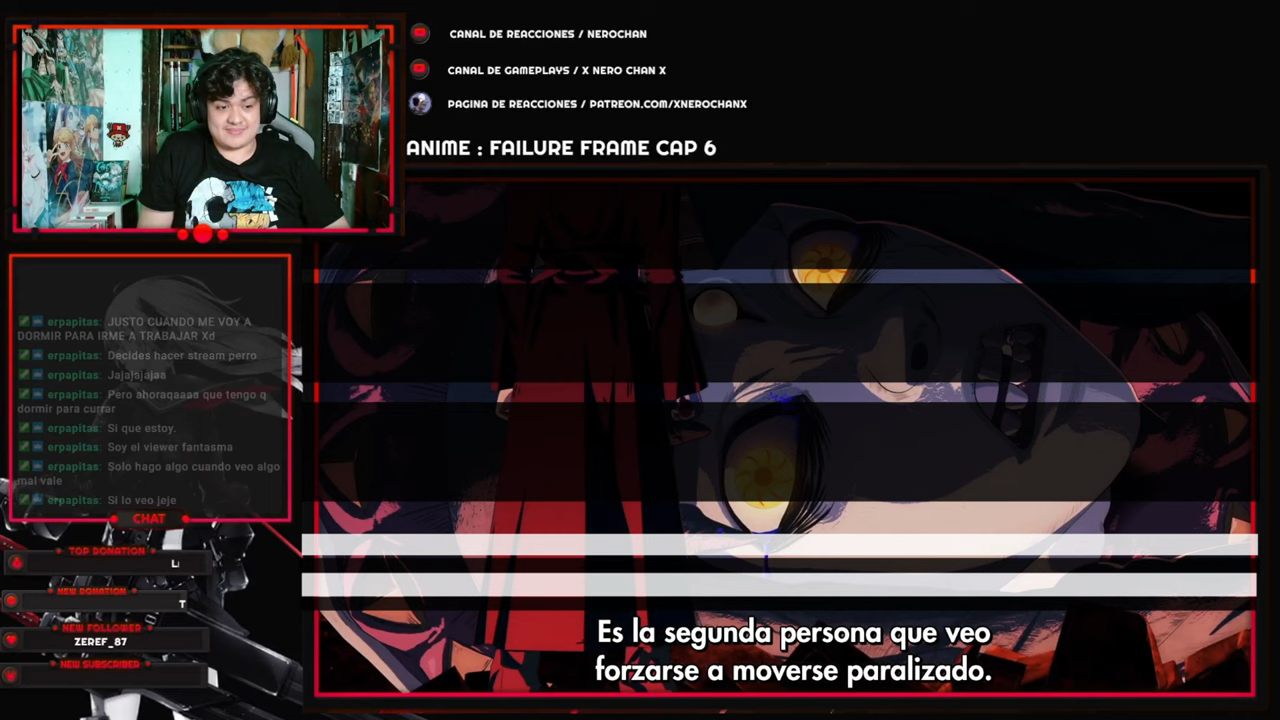 CANAL DE REACCIONES / NEROCHAN
CANAL DE GAMEPLAYS / X NERO CHAN X
PAGINA DE REACCIONES / PATREON.COM/XNEROCHANX
ANIME : FAILURE FRAME CAP 6
erpapitas: JUSTO CUANDO ME VOY A
DORMIR PARA IRME A TRABAJAR Xd
erpapitas: Decides hacer stream perro
erpapitas: Jajajajajaa
erpapitas: Pero ahoraqaaaa que tengo q
dormir para currar
erpapitas: Si que estoy.
erpapitas: Soy el viewer fantasma
erpapitas: Solo hago algo cuando veo algo
mal vale
erpapitas: Si lo veo jeje
CHAT
TOP DONATION
NEW DONATION
T
NEW FOLLOWER
ZEREF_87
NEW SUBSCRIBER
Es la segunda persona que veo
forzarse a moverse paralizado.